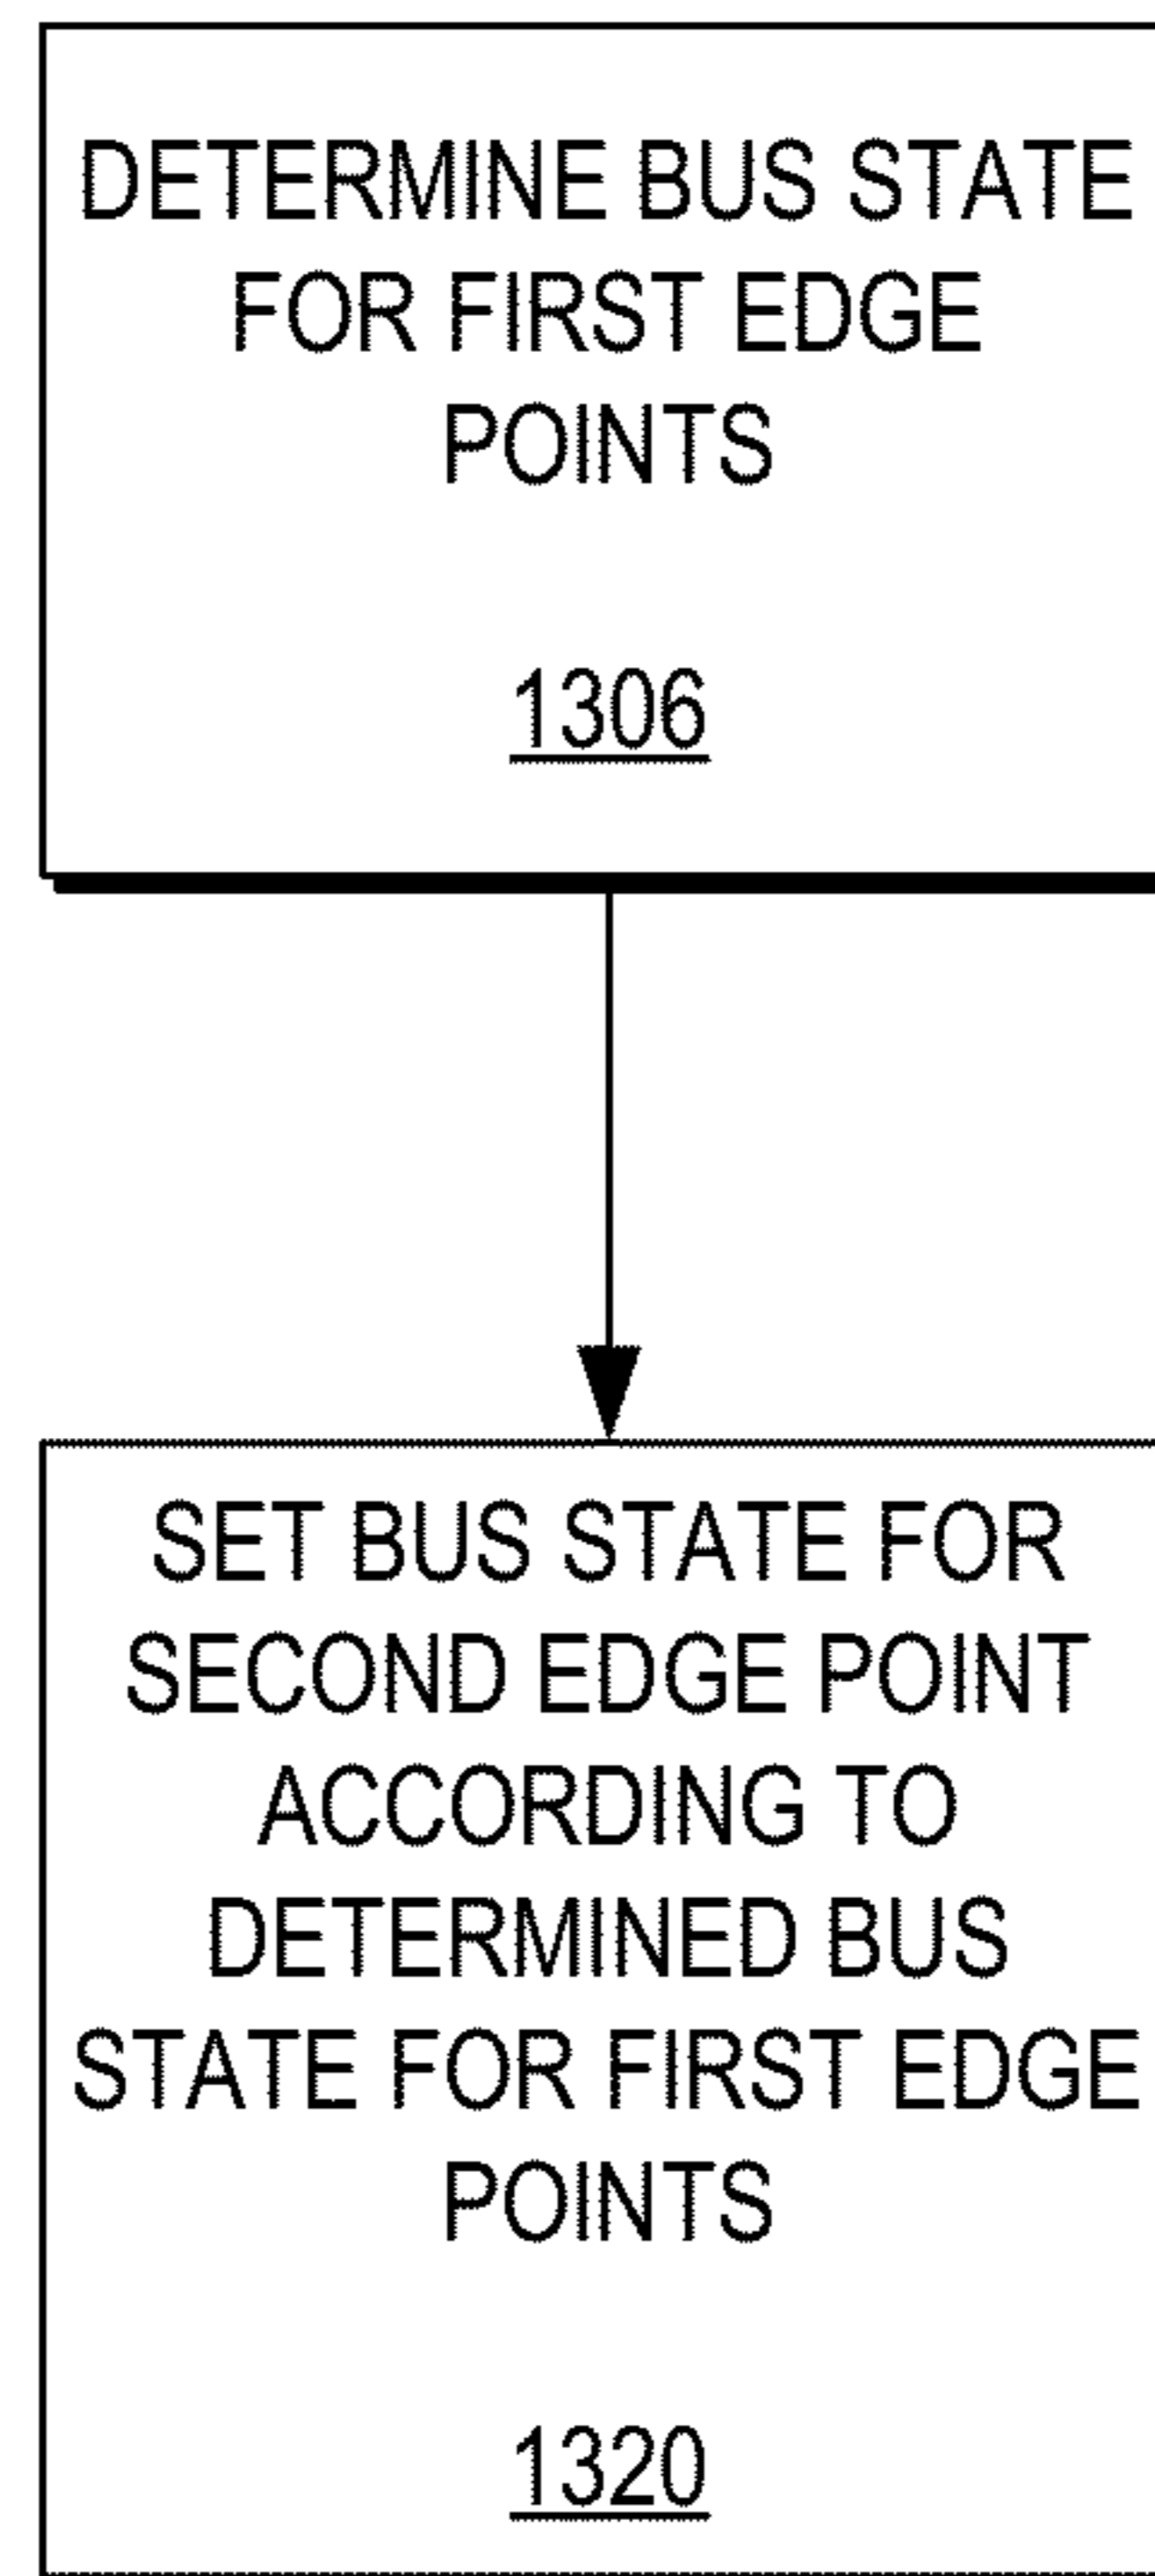 DETERMINE BUS STATE
FOR FIRST EDGE
POINTS
1306
SET BUS STATE FOR
SECOND EDGE POINT
ACCORDING TO
DETERMINED BUS
STATE FOR FIRST EDGE
POINTS
1320